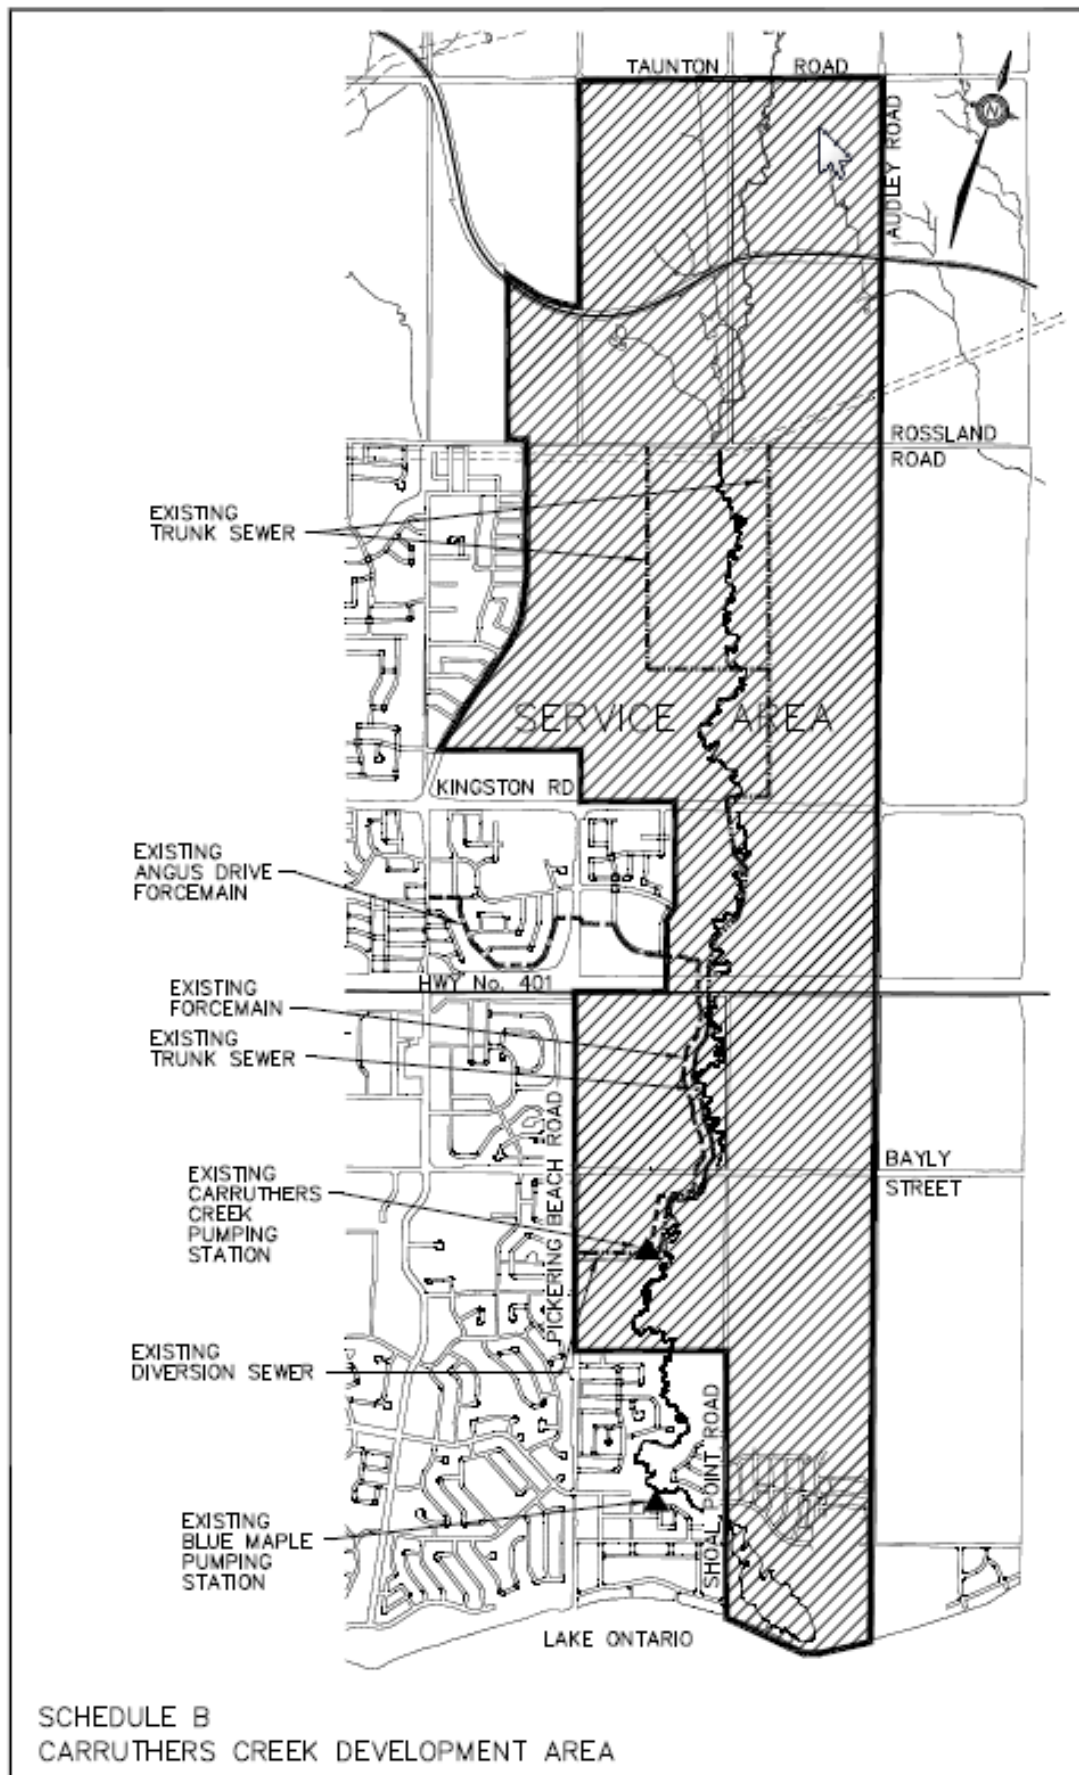 TAUNTON ROAD
N
AUDLEY ROAD
ROSSLAND
ROAD
EXISTING
TRUNK SEWER
SERVICE AREA
KINGSTON RD
EXISTING
ANGUS DRIVE
FORCEMAIN
HWY No. 401
EXISTING
FORCEMAIN
EXISTING
TRUNK SEWER
PICKERING BEACH ROAD
BAYLY
STREET
EXISTING
CARRUTHERS
CREEK
PUMPING
STATION
EXISTING
DIVERSION SEWER
SHOAL POINT ROAD
EXISTING
BLUE MAPLE
PUMPING
STATION
LAKE ONTARIO
SCHEDULE B
CARRUTHERS CREEK DEVELOPMENT AREA